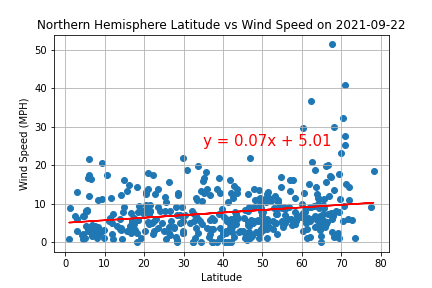 Northern Hemisphere Latitude vs Wind Speed on 2021-09-22
Wind Speed (MPH)
50
40
30
20
10
0
y = 0.07x + 5.01
0 10 20 30 40 50 60 70 80
Latitude